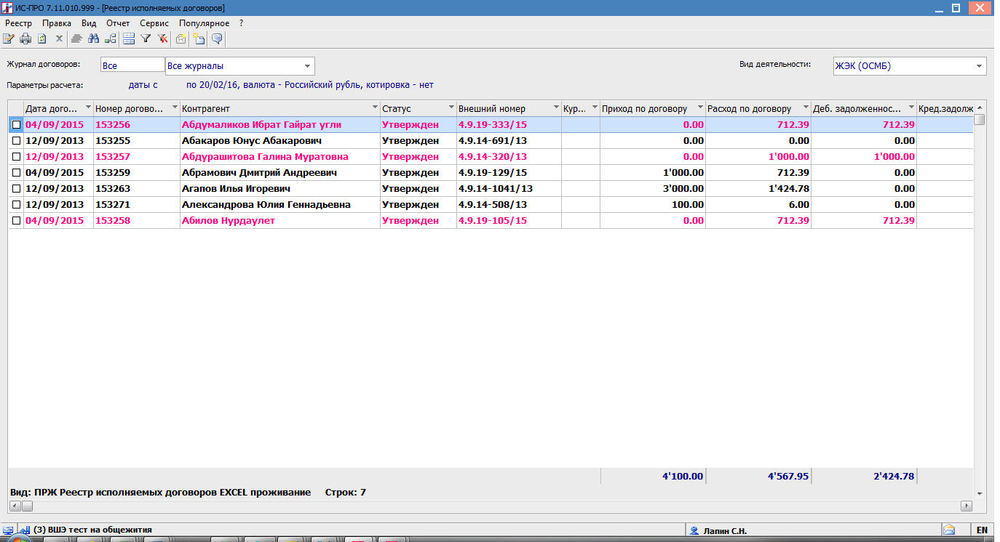 ИС-ПРО 7.11.010.999 - [Реестр исполняемых договоров]
Реестр Правка Вид Отчет Сервис Популярное ?
Журнал договоров: Все Все журналы Вид деятельности: ЖЭК (ОСМБ)
Параметры расчета: даты с по 20/02/16, валюта - Российский рубль, котировка - нет
Дата дого... Номер догово... Контрагент Статус Внешний номер Кур... Приход по договору Расход по договору Деб. задолженнос... Кред.задолж
04/09/2015 153256 Абдумаликов Ибрат Гайрат угли Утвержден 4.9.19-333/15 0.00 712.39 712.39
12/09/2013 153255 Абакаров Юнус Абакарович Утвержден 4.9.14-691/13 0.00 0.00 0.00
12/09/2013 153257 Абдурашитова Галина Муратовна Утвержден 4.9.14-320/13 0.00 1'000.00 1'000.00
04/09/2015 153259 Абрамович Дмитрий Андреевич Утвержден 4.9.19-129/15 1'000.00 712.39 0.00
12/09/2013 153263 Агапов Илья Игоревич Утвержден 4.9.14-1041/13 3'000.00 1'424.78 0.00
12/09/2013 153271 Александрова Юлия Геннадьевна Утвержден 4.9.14-508/13 100.00 6.00 0.00
04/09/2015 153258 Абилов Нурдаулет Утвержден 4.9.19-105/15 0.00 712.39 712.39
4'100.00 4'567.95 2'424.78
Вид: ПРЖ Реестр исполняемых договоров EXCEL проживание Строк: 7
(3) ВШЭ тест на общежития Лапин С.Н. EN